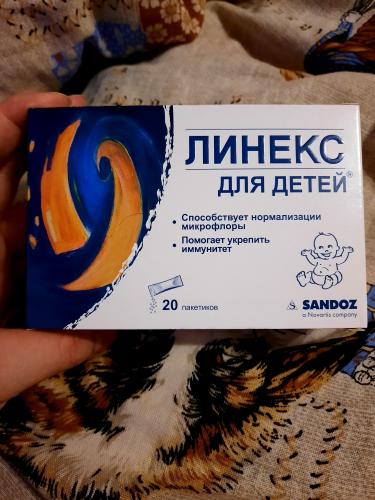 ЛИНЕКС
ДЛЯ ДЕТЕЙ®
• Способствует нормализации
микрофлоры
• Помогает укрепить
иммунитет
20 пакетиков
SANDOZ
a Novartis company